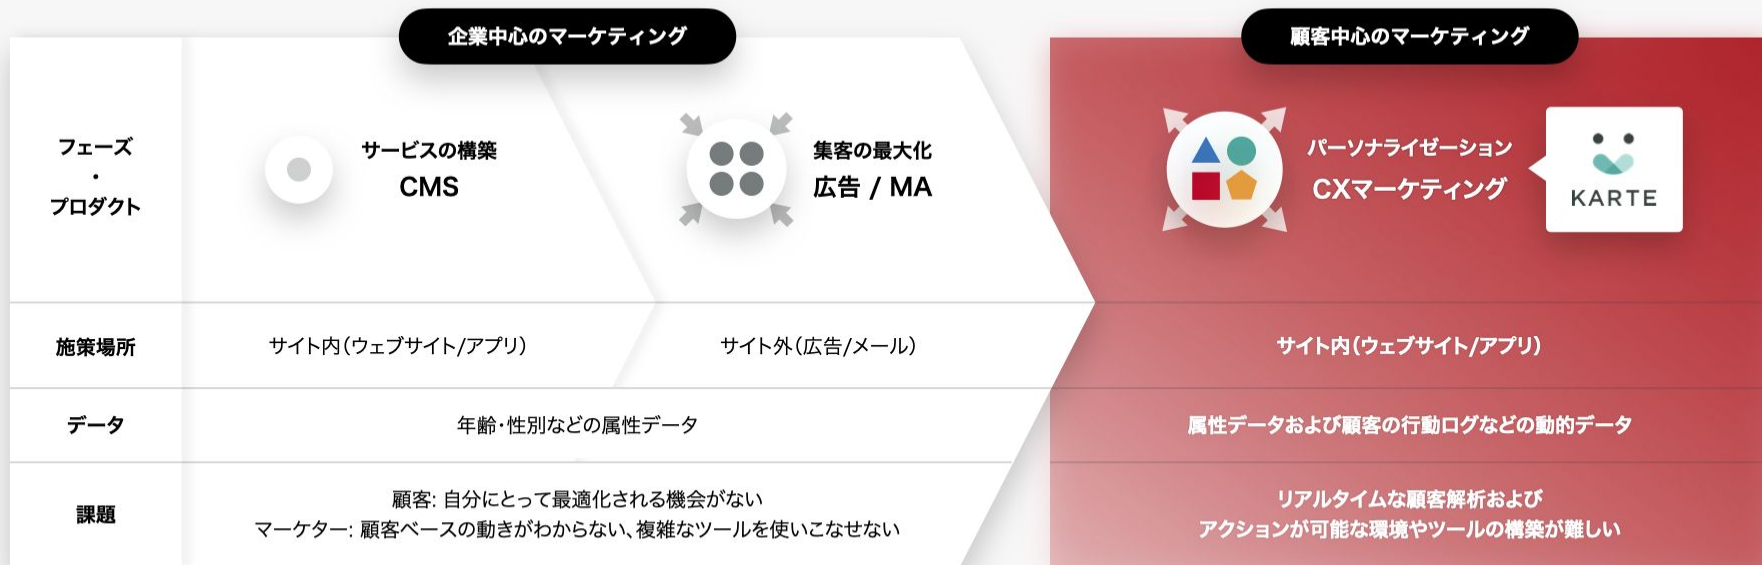 企業中心のマーケティング
顧客中心のマーケティング
フェーズ
・
プロダクト
サービスの構築
CMS
集客の最大化
広告 / MA
パーソナライゼーション
CXマーケティング
KARTE
施策場所
サイト内(ウェブサイト/アプリ)
サイト外(広告/メール)
サイト内(ウェブサイト/アプリ)
データ
年齢・性別などの属性データ
属性データおよび顧客の行動ログなどの動的データ
課題
顧客: 自分にとって最適化される機会がない
マーケター: 顧客ベースの動きがわからない、複雑なツールを使いこなせない
リアルタイムな顧客解析および
アクションが可能な環境やツールの構築が難しい